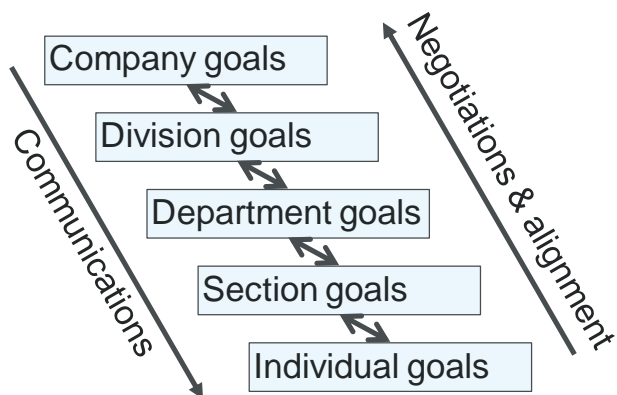 Company goals
Division goals
Department goals
Section goals
Individual goals
Communications
Negotiations & alignment